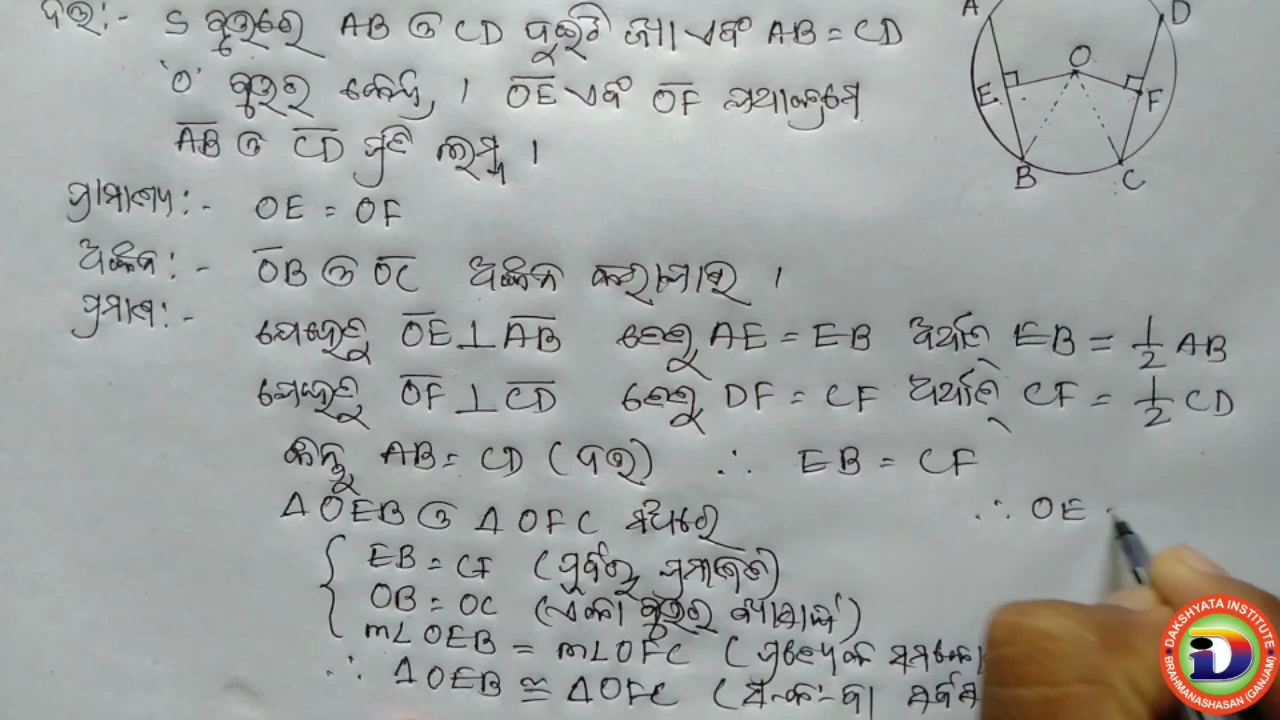 ଦତ୍ତ:- S ବୃତ୍ତରେ AB ଓ CD ଦୁଇଟି ଜ୍ୟା ଏବଂ AB = CD
'O' ବୃତ୍ତର କେନ୍ଦ୍ର । OE ଏବଂ OF ଯଥାକ୍ରମେ
AB ଓ CD ପ୍ରତି ଲମ୍ବ ।
ପ୍ରାମାଣ୍ୟ:- OE = OF
ଅଙ୍କନ:- OB ଓ OC ଅଙ୍କନ କରାଯାଉ ।
ପ୍ରମାଣ:-
ଯେହେତୁ OE ⊥ AB ତେଣୁ AE = EB ଅର୍ଥାତ୍ EB = 1/2 AB
ଯେହେତୁ OF ⊥ CD ତେଣୁ DF = CF ଅର୍ଥାତ୍ CF = 1/2 CD
କିନ୍ତୁ AB = CD (ଦତ୍ତ) ∴ EB = CF
Δ OEB ଓ Δ OFC ମଧ୍ୟରେ ∴ OE
EB = CF (ପୂର୍ବରୁ ପ୍ରମାଣିତ)
OB = OC (ଏକା ବୃତ୍ତର ବ୍ୟାସାର୍ଦ୍ଧ)
m∠OEB = m∠OFC (ପ୍ରତ୍ୟେକ ସମକୋ
∴ Δ OEB ≅ Δ OFC (ସ-କ-ବା
A
D
O
E
F
B
C
DAKSHYATA INSTITUTE
BRAHMANASHASAN (GANJAM)